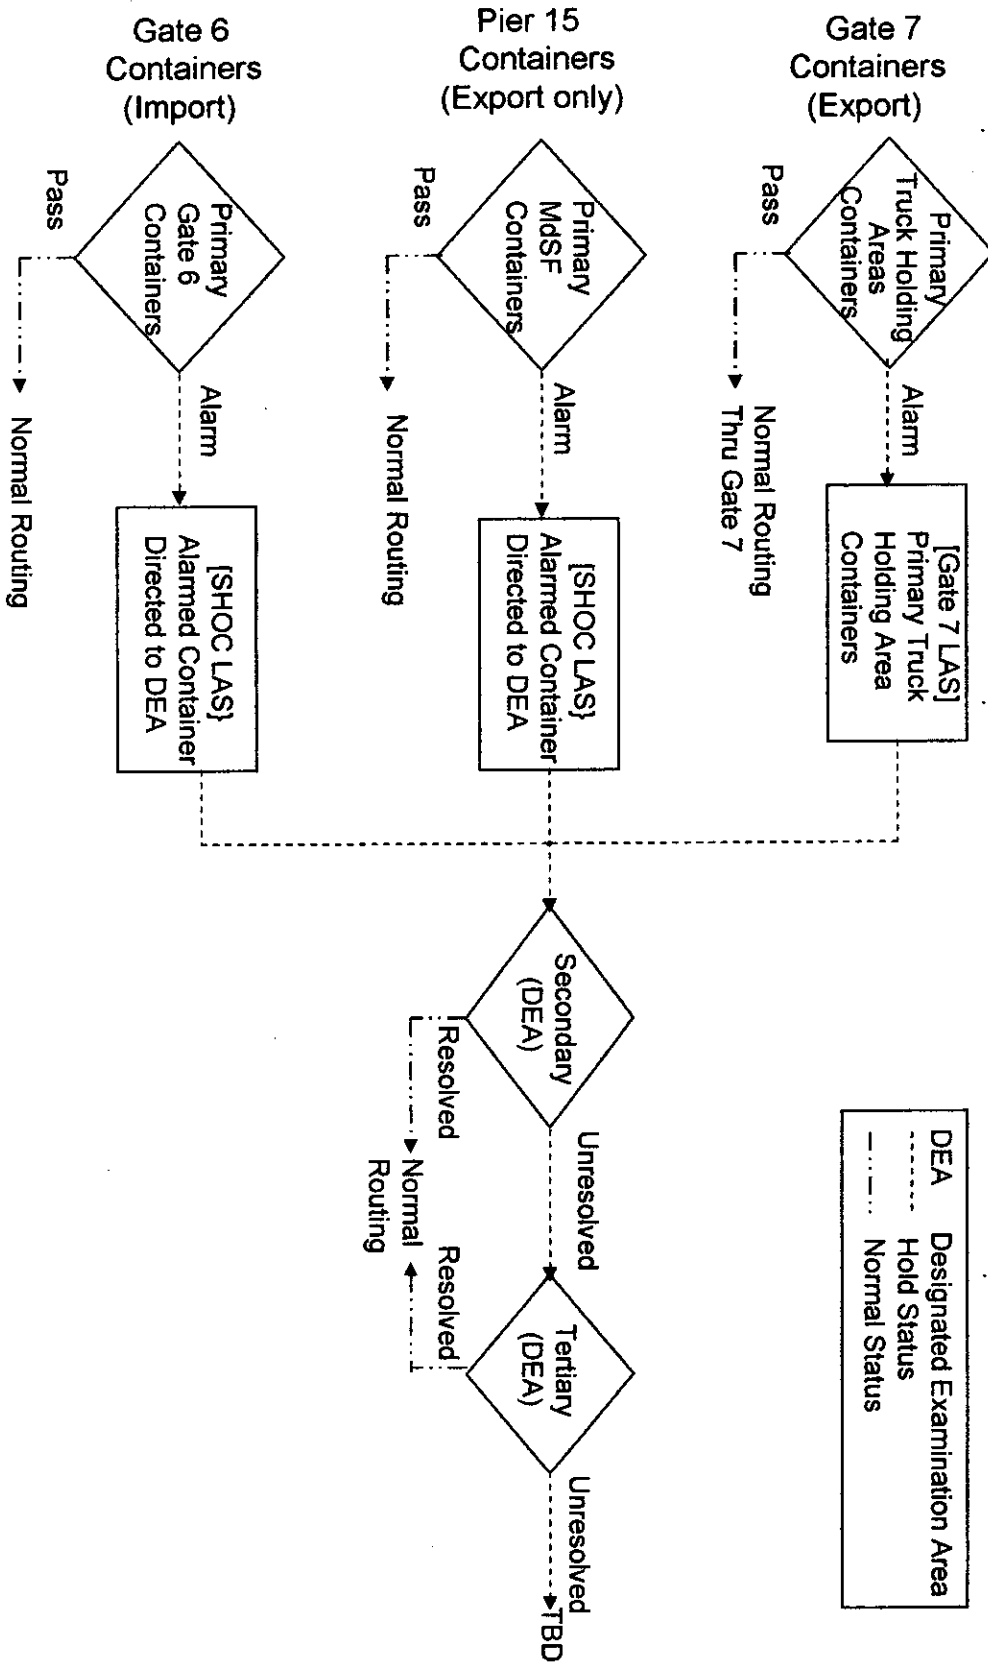 Gate 6
Containers
(Import)
Pier 15
Containers
(Export only)
Gate 7
Containers
(Export)
Primary
Truck Holding
Areas
Containers
Pass
Normal Routing
Thru Gate 7
Alarm
[Gate 7 LAS]
Primary Truck
Holding Area
Containers
Primary
MdSF
Containers
Pass
Normal Routing
Alarm
[SHOC LAS}
Alarmed Container
Directed to DEA
Primary
Gate 6
Containers
Pass
Normal Routing
Alarm
[SHOC LAS}
Alarmed Container
Directed to DEA
Secondary
(DEA)
Resolved
Normal
Routing
Unresolved
Tertiary
(DEA)
Resolved
Unresolved
TBD
DEA Designated Examination Area
Hold Status
Normal Status